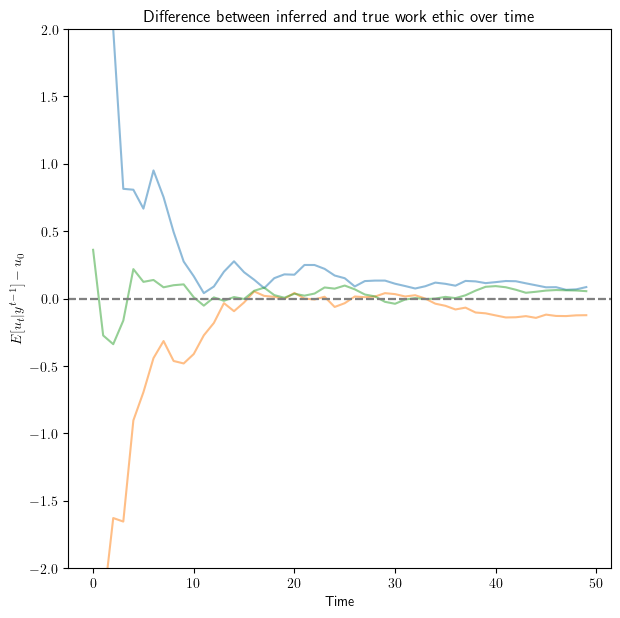 Difference between inferred and true work ethic over time
E[u_t|y^{t−1}] − u_0
2.0
1.5
1.0
0.5
0.0
−0.5
−1.0
−1.5
−2.0
0 10 20 30 40 50
Time